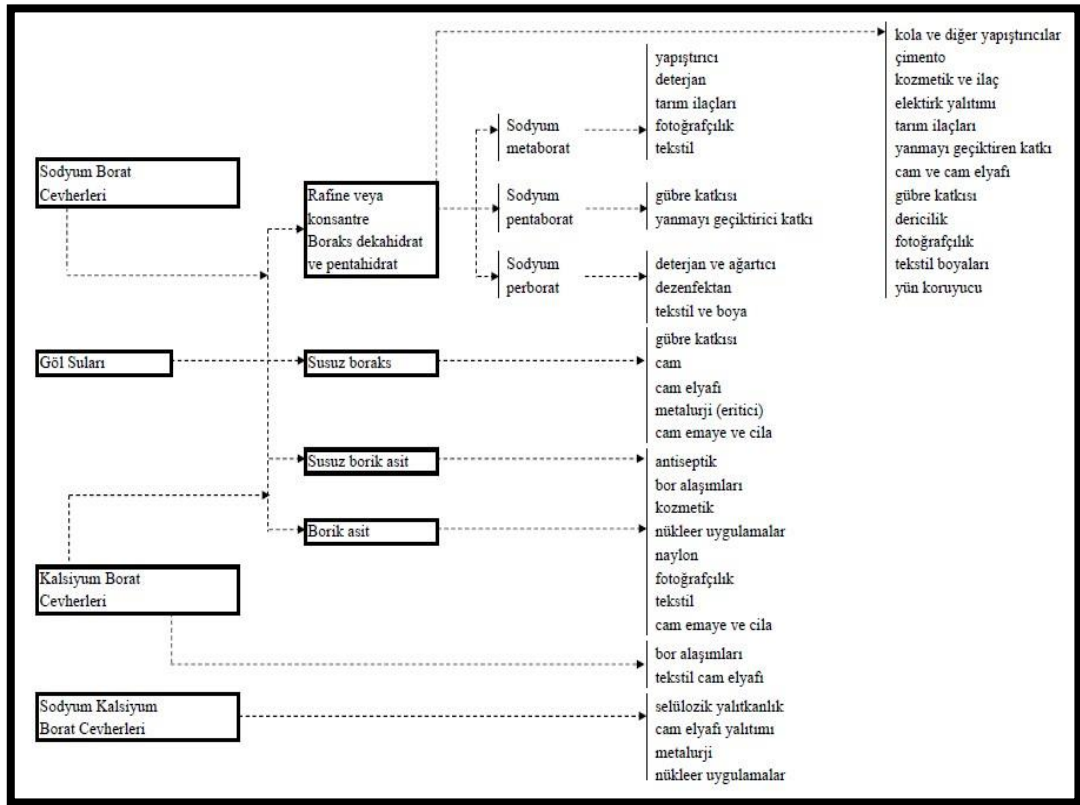 Sodyum Borat
Cevherleri
Göl Suları
Kalsiyum Borat
Cevherleri
Sodyum Kalsiyum
Borat Cevherleri
Rafine veya
konsantre
Boraks dekahidrat
ve pentahidrat
Susuz boraks
Susuz borik asit
Borik asit
Sodyum
metaborat
Sodyum
pentaborat
Sodyum
perborat
yapıştırıcı
deterjan
tarım ilaçları
fotoğrafçılık
tekstil
gübre katkısı
yanmayı geçiktirici katkı
deterjan ve ağartıcı
dezenfektan
tekstil ve boya
gübre katkısı
cam
cam elyafı
metalurji (eritici)
cam emaye ve cila
antiseptik
bor alaşımları
kozmetik
nükleer uygulamalar
naylon
fotoğrafçılık
tekstil
cam emaye ve cila
bor alaşımları
tekstil cam elyafı
selülozik yalıtkanlık
cam elyafı yalıtımı
metalurji
nükleer uygulamalar
kola ve diğer yapıştırıcılar
çimento
kozmetik ve ilaç
elektirk yalıtımı
tarım ilaçları
yanmayı geçiktiren katkı
cam ve cam elyafı
gübre katkısı
dericilik
fotoğrafçılık
tekstil boyaları
yün koruyucu